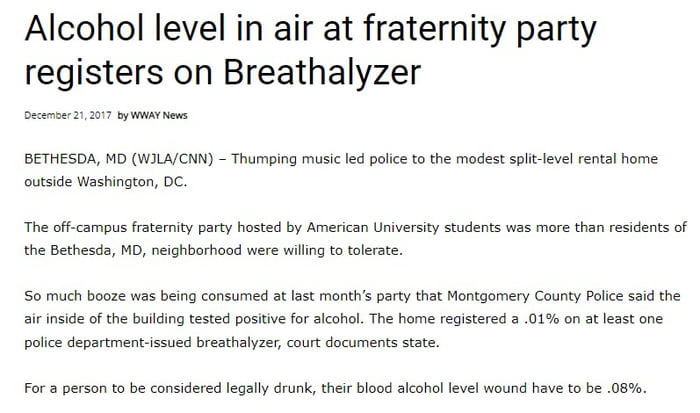 Alcohol level in air at fraternity party
registers on Breathalyzer
December 21, 2017 by WWAY News
BETHESDA, MD (WJLA/CNN) – Thumping music led police to the modest split-level rental home
outside Washington, DC.
The off-campus fraternity party hosted by American University students was more than residents of
the Bethesda, MD, neighborhood were willing to tolerate.
So much booze was being consumed at last month’s party that Montgomery County Police said the
air inside of the building tested positive for alcohol. The home registered a .01% on at least one
police department-issued breathalyzer, court documents state.
For a person to be considered legally drunk, their blood alcohol level wound have to be .08%.